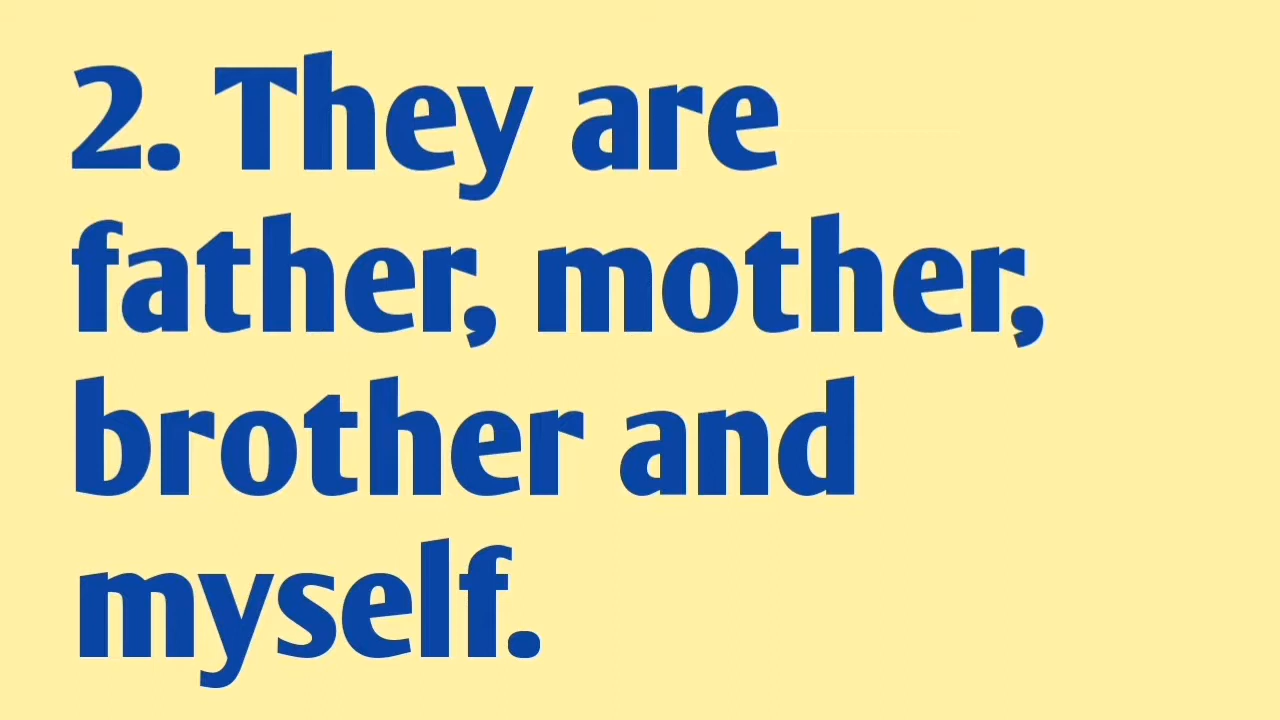 2. They are
father, mother,
brother and
myself.